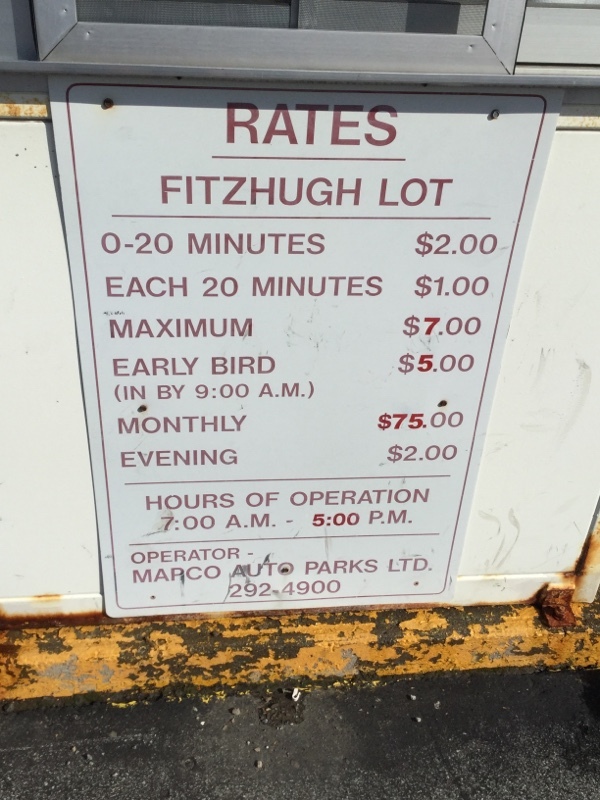 RATES
FITZHUGH LOT
0-20 MINUTES $2.00
EACH 20 MINUTES $1.00
MAXIMUM $7.00
EARLY BIRD $5.00
(IN BY 9:00 A.M.)
MONTHLY $75.00
EVENING $2.00
HOURS OF OPERATION
7:00 A.M. - 5:00 P.M.
OPERATOR -
MAPCO AUTO PARKS LTD.
292-4900